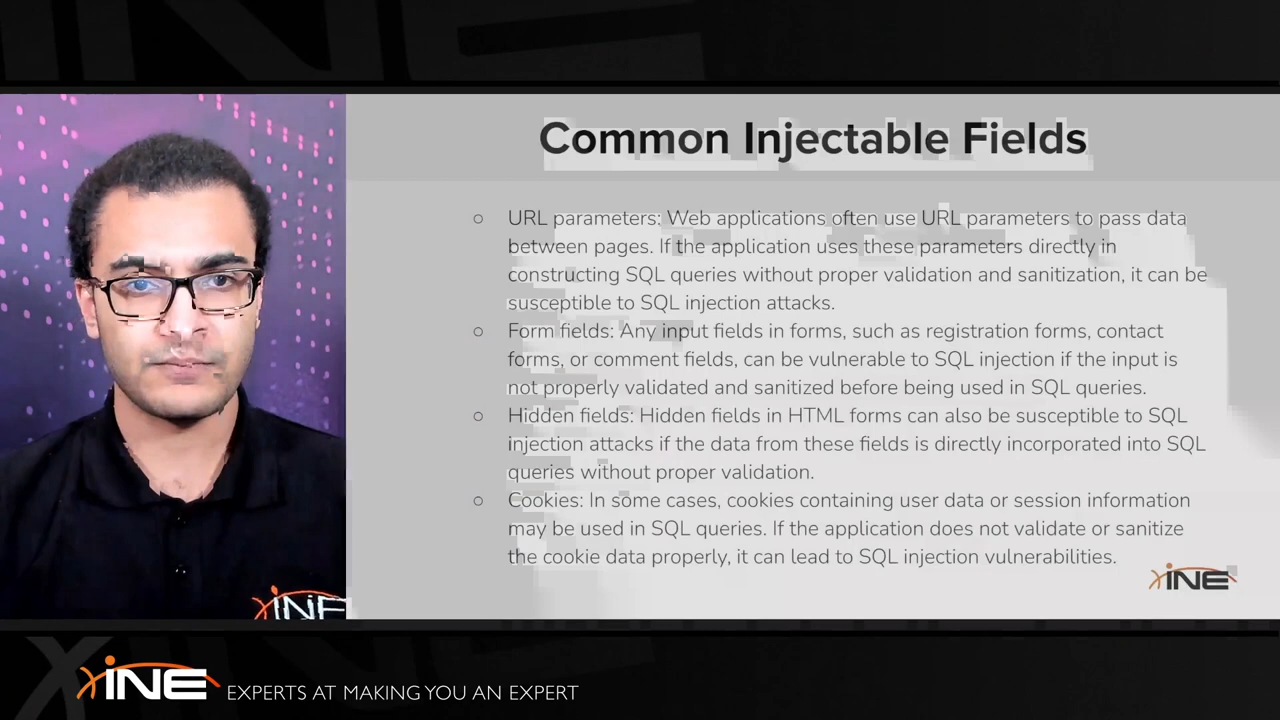 Common Injectable Fields
○ URL parameters: Web applications often use URL parameters to pass data
between pages. If the application uses these parameters directly in
constructing SQL queries without proper validation and sanitization, it can be
susceptible to SQL injection attacks.
○ Form fields: Any input fields in forms, such as registration forms, contact
forms, or comment fields, can be vulnerable to SQL injection if the input is
not properly validated and sanitized before being used in SQL queries.
○ Hidden fields: Hidden fields in HTML forms can also be susceptible to SQL
injection attacks if the data from these fields is directly incorporated into SQL
queries without proper validation.
○ Cookies: In some cases, cookies containing user data or session information
may be used in SQL queries. If the application does not validate or sanitize
the cookie data properly, it can lead to SQL injection vulnerabilities.
INE
INE
INE EXPERTS AT MAKING YOU AN EXPERT